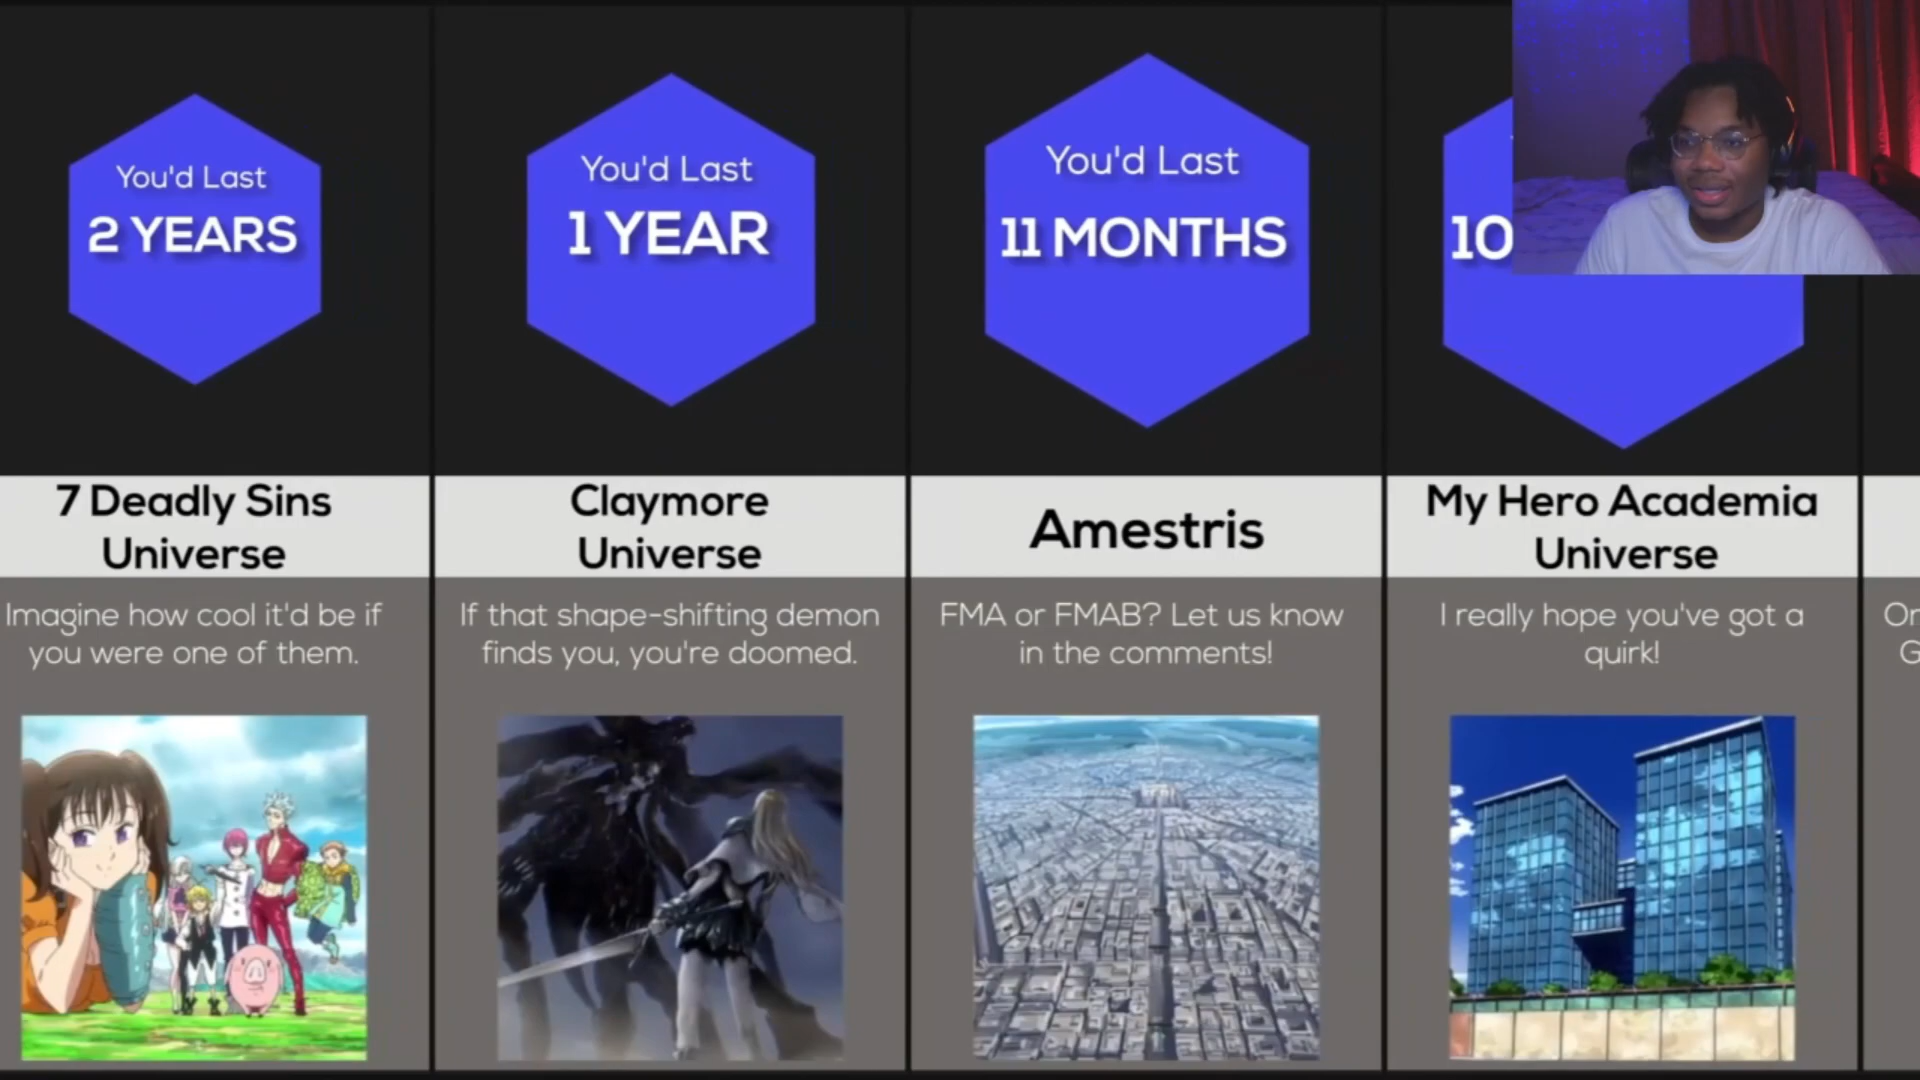 You'd Last
2 YEARS
7 Deadly Sins
Universe
Imagine how cool it'd be if
you were one of them.
You'd Last
1 YEAR
Claymore
Universe
If that shape-shifting demon
finds you, you're doomed.
You'd Last
11 MONTHS
Amestris
FMA or FMAB? Let us know
in the comments!
10
My Hero Academia
Universe
I really hope you've got a
quirk!